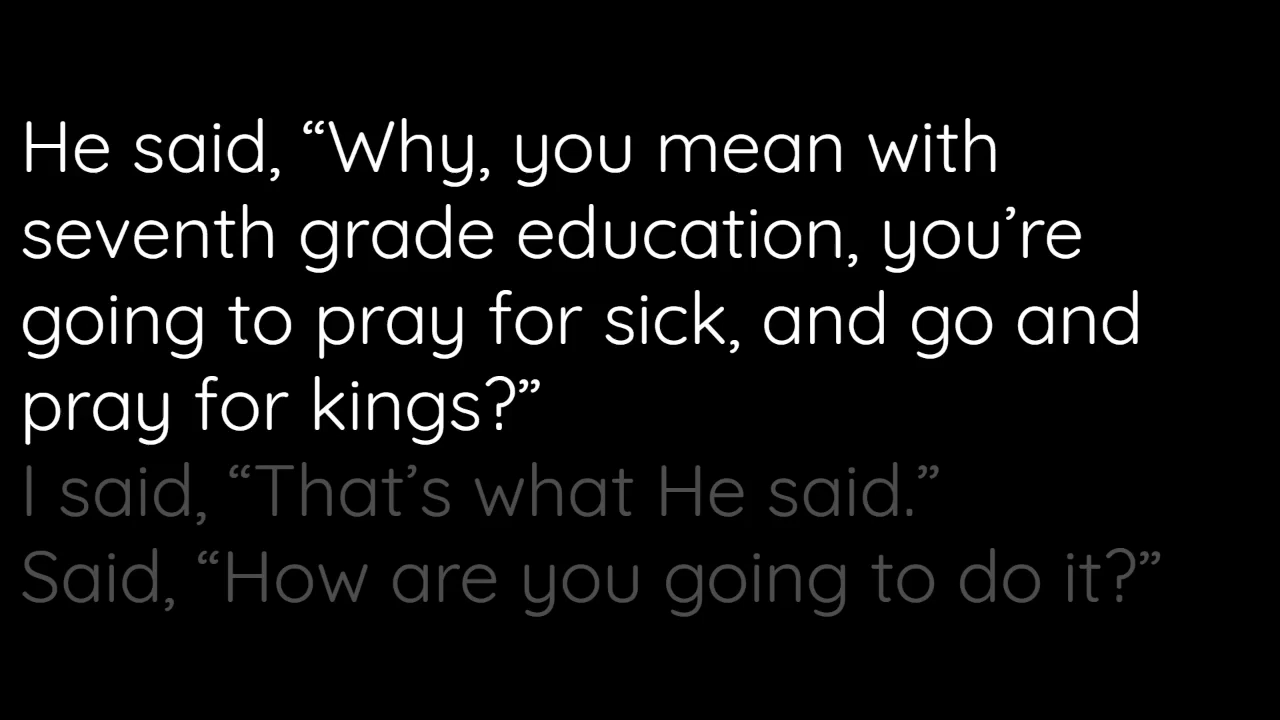 He said, “Why, you mean with
seventh grade education, you’re
going to pray for sick, and go and
pray for kings?”
I said, “That’s what He said.”
Said, “How are you going to do it?”